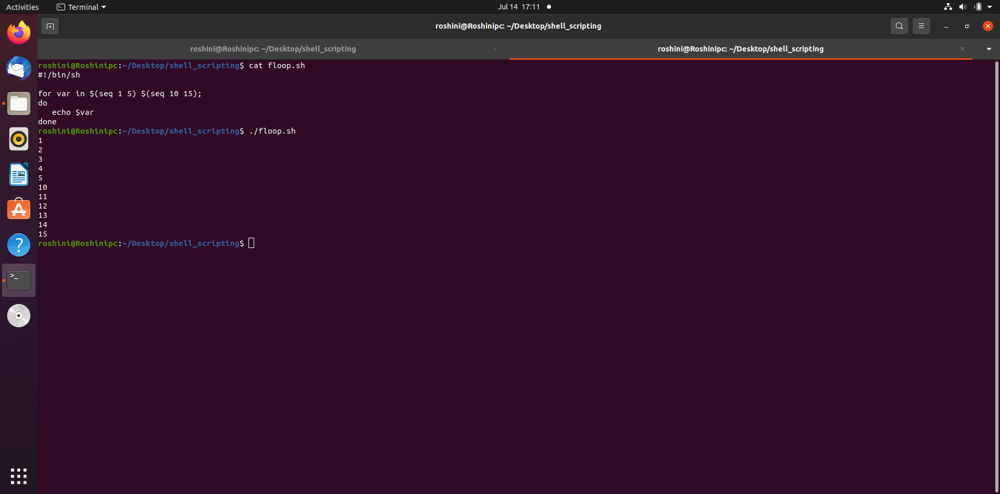 Activities Terminal Jul 14 17:11
roshini@Roshinipc: ~/Desktop/shell_scripting
roshini@Roshinipc: ~/Desktop/shell_scripting roshini@Roshinipc: ~/Desktop/shell_scripting
roshini@Roshinipc:~/Desktop/shell_scripting$ cat floop.sh
#!/bin/sh

for var in $(seq 1 5) $(seq 10 15);
do
   echo $var
done
roshini@Roshinipc:~/Desktop/shell_scripting$ ./floop.sh
1
2
3
4
5
10
11
12
13
14
15
roshini@Roshinipc:~/Desktop/shell_scripting$